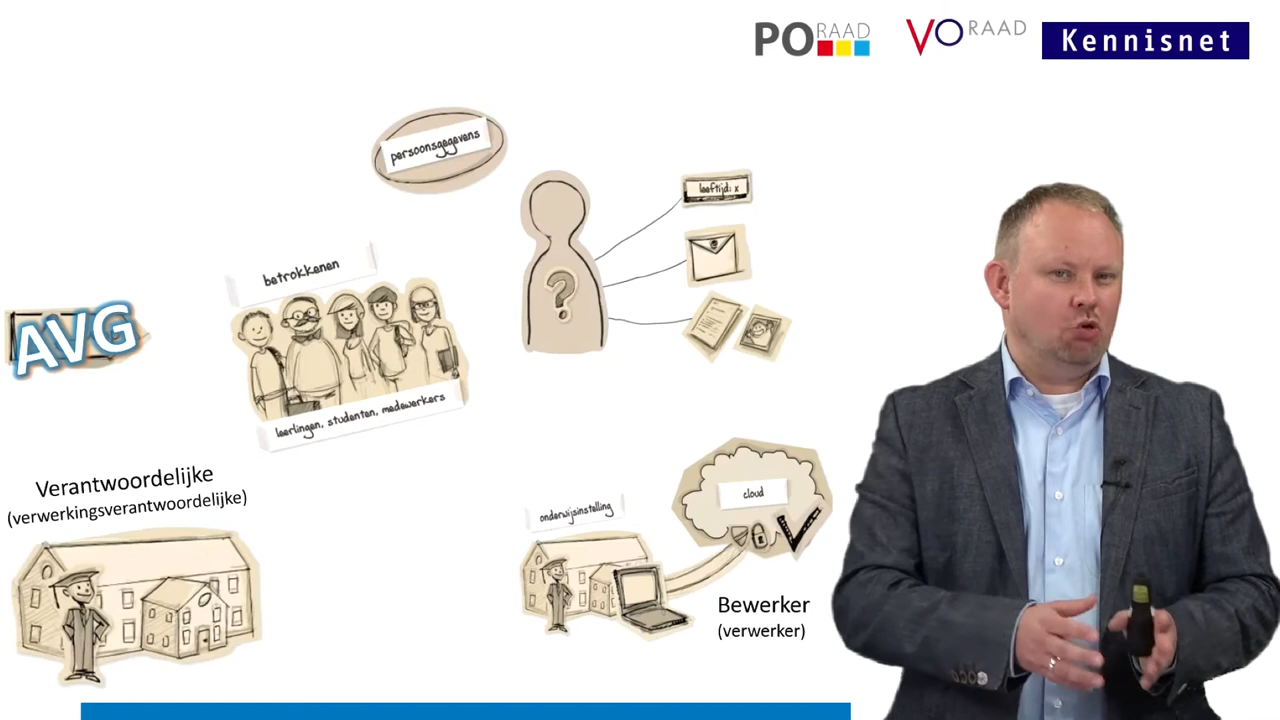 PO RAAD
VO RAAD
Kennisnet
persoonsgegevens
leeftijd: x
betrokkenen
AVG
leerlingen, studenten, medewerkers
Verantwoordelijke
(verwerkingsverantwoordelijke)
cloud
onderwijsinstelling
Bewerker
(verwerker)